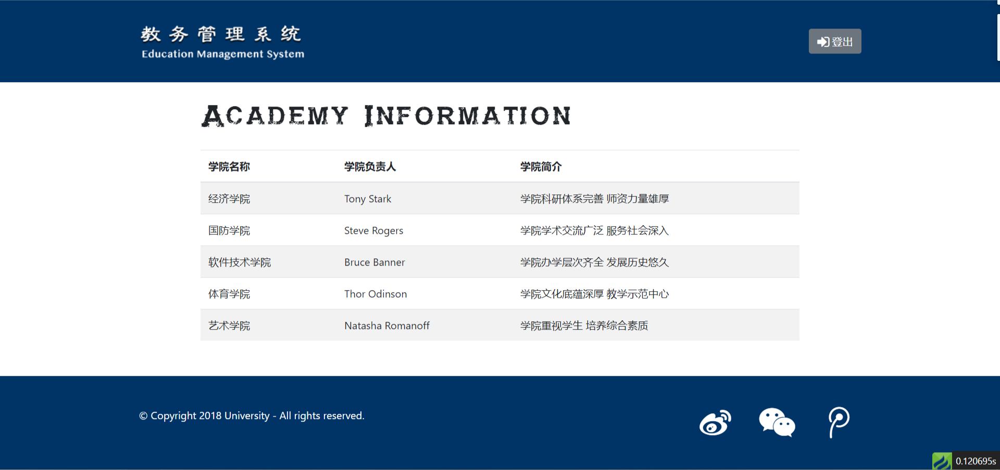 教务管理系统
Education Management System
登出
Academy Information
学院名称 学院负责人 学院简介
经济学院 Tony Stark 学院科研体系完善 师资力量雄厚
国防学院 Steve Rogers 学院学术交流广泛 服务社会深入
软件技术学院 Bruce Banner 学院办学层次齐全 发展历史悠久
体育学院 Thor Odinson 学院文化底蕴深厚 教学示范中心
艺术学院 Natasha Romanoff 学院重视学生 培养综合素质
© Copyright 2018 University - All rights reserved.
0.120695s